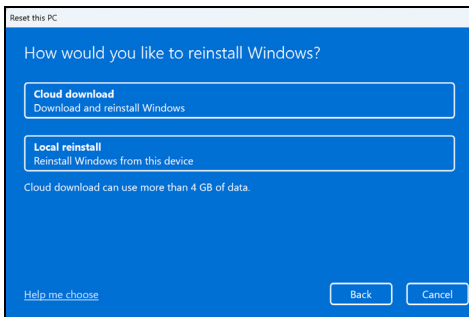 Reset this PC
How would you like to reinstall Windows?
Cloud download
Download and reinstall Windows
Local reinstall
Reinstall Windows from this device
Cloud download can use more than 4 GB of data.
Help me choose
Back
Cancel